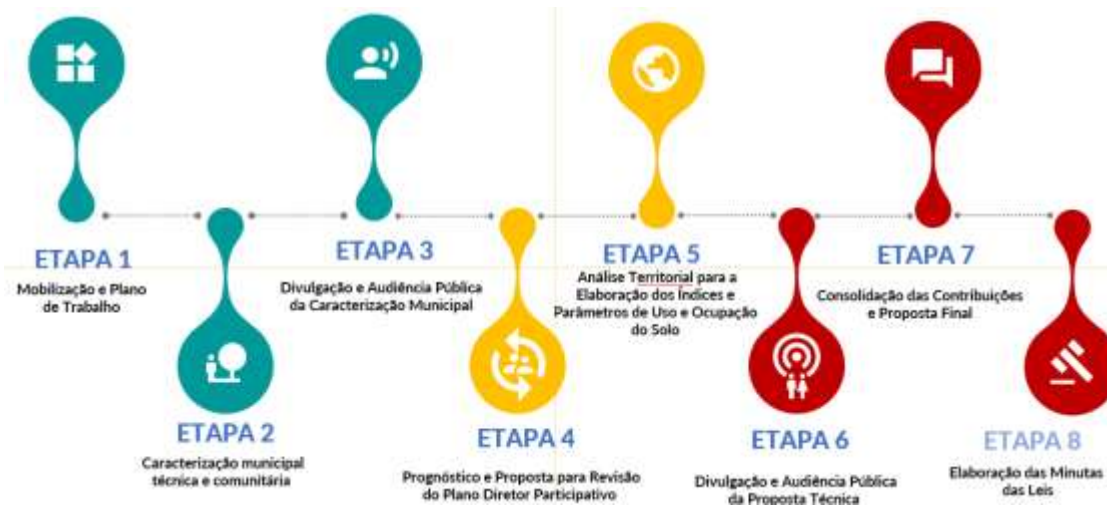 ETAPA 1
Mobilização e Plano
de Trabalho
ETAPA 2
Caracterização municipal
técnica e comunitária
ETAPA 3
Divulgação e Audiência Pública
da Caracterização Municipal
ETAPA 4
Prognóstico e Proposta para Revisão
do Plano Diretor Participativo
ETAPA 5
Análise Territorial para a
Elaboração dos Índices e
Parâmetros de Uso e Ocupação
do Solo
ETAPA 6
Divulgação e Audiência Pública
da Proposta Técnica
ETAPA 7
Consolidação das Contribuições
e Proposta Final
ETAPA 8
Elaboração das Minutas
das Leis